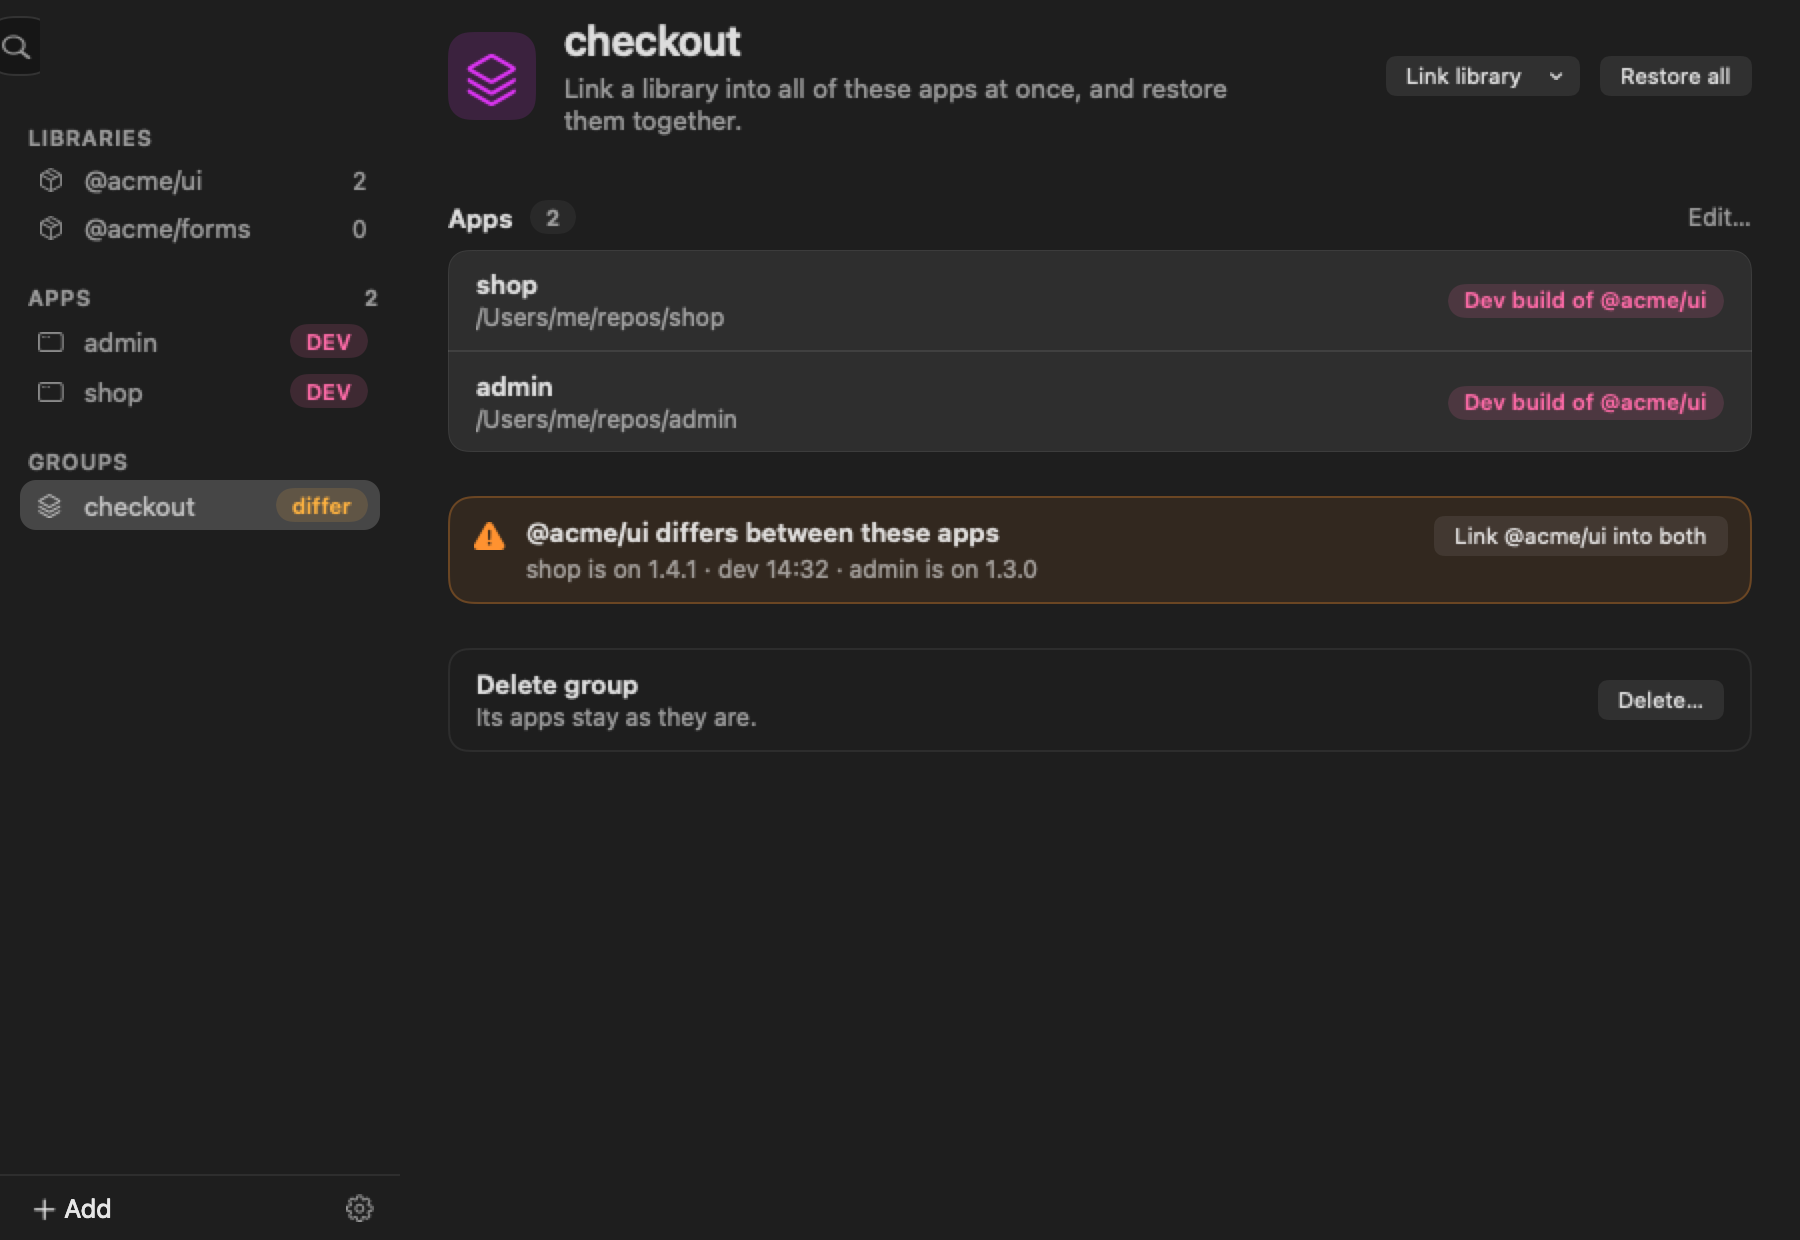 LIBRARIES
@acme/ui 2
@acme/forms 0
APPS 2
admin DEV
shop DEV
GROUPS
checkout differ
+ Add
checkout
Link a library into all of these apps at once, and restore
them together.
Link library
Restore all
Apps 2
Edit...
shop
/Users/me/repos/shop
Dev build of @acme/ui
admin
/Users/me/repos/admin
Dev build of @acme/ui
@acme/ui differs between these apps
shop is on 1.4.1 · dev 14:32 · admin is on 1.3.0
Link @acme/ui into both
Delete group
Its apps stay as they are.
Delete...